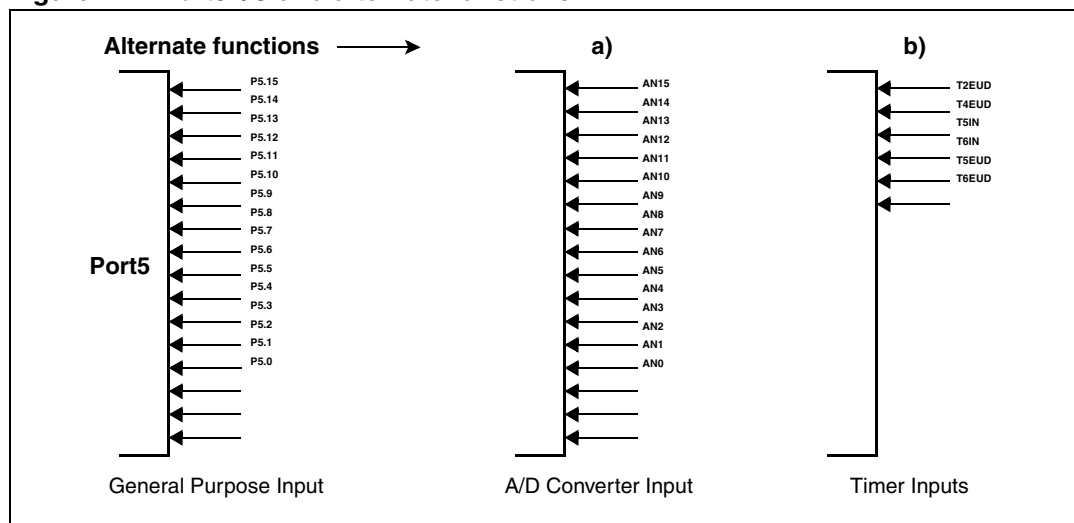 Alternate functions
a)
b)
P5.15
P5.14
P5.13
P5.12
P5.11
P5.10
P5.9
P5.8
P5.7
P5.6
P5.5
P5.4
P5.3
P5.2
P5.1
P5.0
Port5
General Purpose Input
AN15
AN14
AN13
AN12
AN11
AN10
AN9
AN8
AN7
AN6
AN5
AN4
AN3
AN2
AN1
AN0
A/D Converter Input
T2EUD
T4EUD
T5IN
T6IN
T5EUD
T6EUD
Timer Inputs